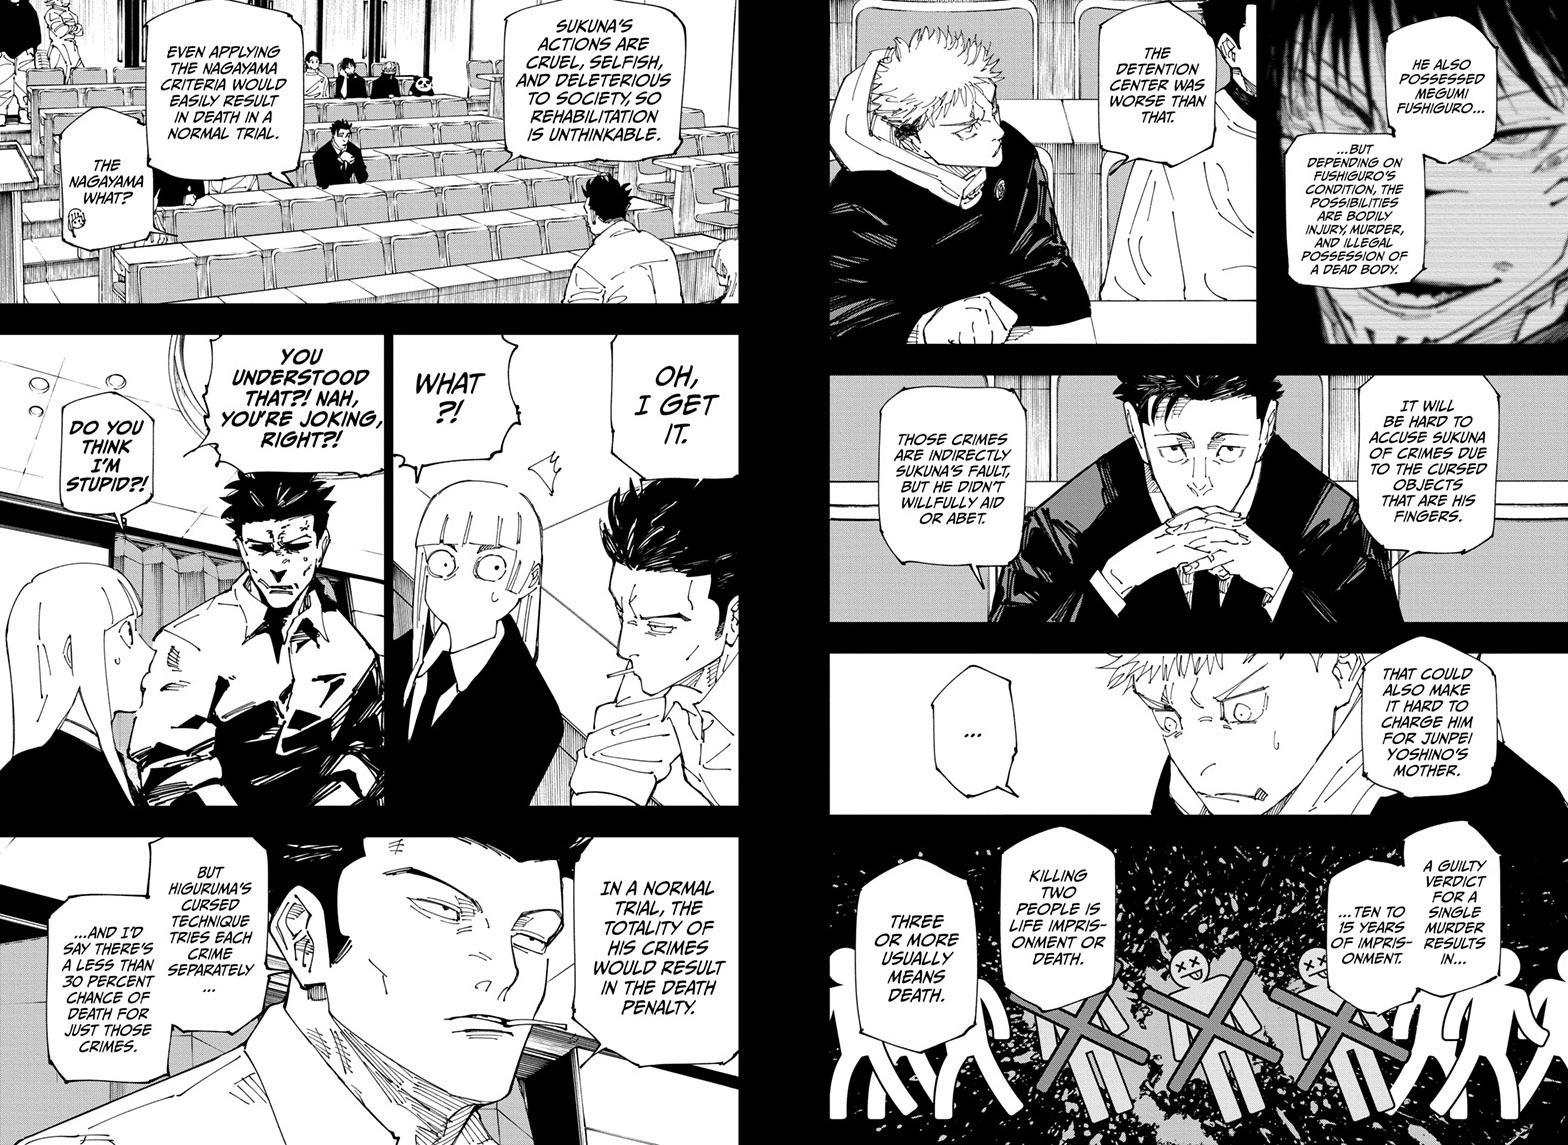 HE ALSO
POSSESSED
MEGUMI
FUSHIGURO...
...BUT
DEPENDING ON
FUSHIGURO'S
CONDITION, THE
POSSIBILITIES
ARE BODILY
INJURY, MURDER,
AND ILLEGAL
POSSESSION OF
A DEAD BODY.
THE
DETENTION
CENTER WAS
WORSE THAN
THAT.
IT WILL
BE HARD TO
ACCUSE SUKUNA
OF CRIMES DUE
TO THE CURSED
OBJECTS
THAT ARE HIS
FINGERS.
THOSE CRIMES
ARE INDIRECTLY
SUKUNA'S FAULT,
BUT HE DIDN'T
WILLFULLY AID
OR ABET.
THAT COULD
ALSO MAKE
IT HARD TO
CHARGE HIM
FOR JUNPEI
YOSHINO'S
MOTHER.
...
A GUILTY
VERDICT
FOR A
SINGLE
MURDER
RESULTS
IN...
...TEN TO
15 YEARS
OF IMPRIS-
ONMENT.
KILLING
TWO
PEOPLE IS
LIFE IMPRIS-
ONMENT OR
DEATH.
THREE
OR MORE
USUALLY
MEANS
DEATH.
SUKUNA'S
ACTIONS ARE
CRUEL, SELFISH,
AND DELETERIOUS
TO SOCIETY, SO
REHABILITATION
IS UNTHINKABLE.
EVEN APPLYING
THE NAGAYAMA
CRITERIA WOULD
EASILY RESULT
IN DEATH IN A
NORMAL TRIAL.
THE
NAGAYAMA
WHAT?
OH,
I GET
IT.
WHAT
?!
YOU
UNDERSTOOD
THAT?! NAH,
YOU'RE JOKING,
RIGHT?!
DO YOU
THINK
I'M
STUPID?!
IN A NORMAL
TRIAL, THE
TOTALITY OF
HIS CRIMES
WOULD RESULT
IN THE DEATH
PENALTY.
BUT
HIGURUMA'S
CURSED
TECHNIQUE
TRIES EACH
CRIME
SEPARATELY
...
...AND I'D
SAY THERE'S
A LESS THAN
30 PERCENT
CHANCE OF
DEATH FOR
JUST THOSE
CRIMES.